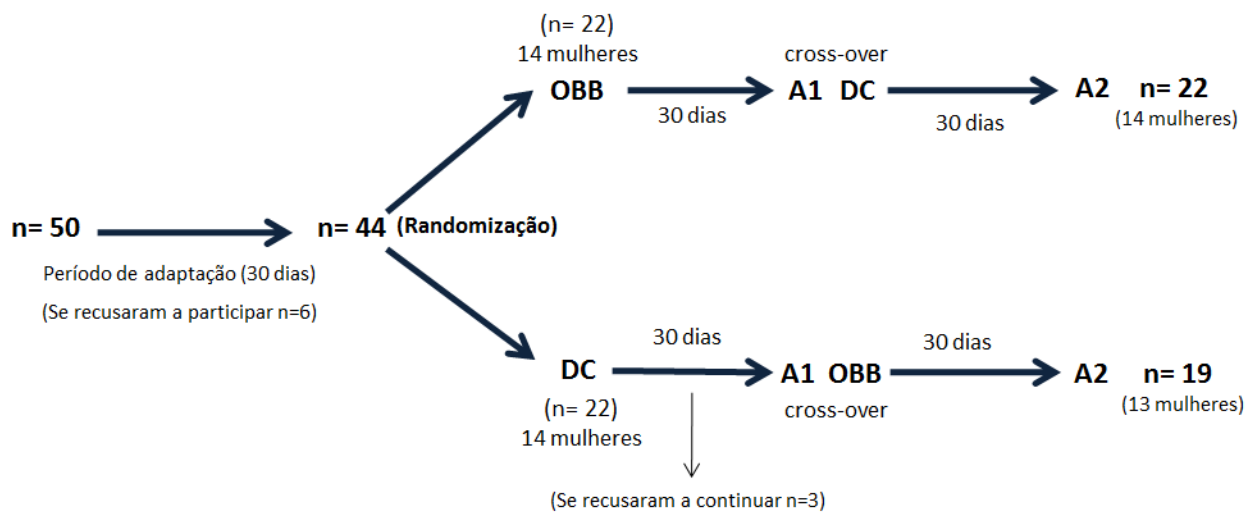 n= 50
Período de adaptação (30 dias)
(Se recusaram a participar n=6)
n= 44 (Randomização)
(n= 22)
14 mulheres
OBB
30 dias
cross-over
A1 DC
30 dias
A2 n= 22
(14 mulheres)
DC
(n= 22)
14 mulheres
30 dias
(Se recusaram a continuar n=3)
A1 OBB
cross-over
30 dias
A2 n= 19
(13 mulheres)